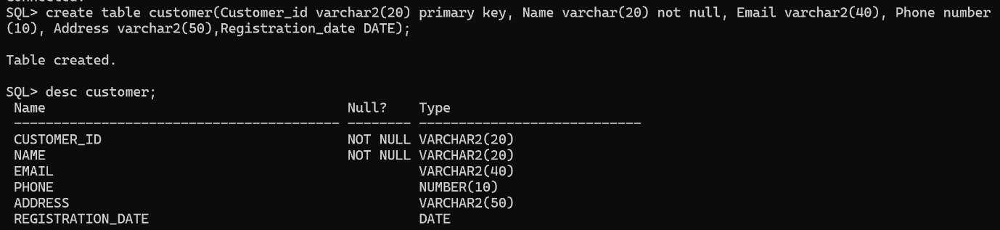 Connected.
SQL> create table customer(Customer_id varchar2(20) primary key, Name varchar(20) not null, Email varchar2(40), Phone number
(10), Address varchar2(50),Registration_date DATE);
Table created.
SQL> desc customer;
Name Null? Type
----------------------------------------- -------- ----------------------------
CUSTOMER_ID NOT NULL VARCHAR2(20)
NAME NOT NULL VARCHAR2(20)
EMAIL VARCHAR2(40)
PHONE NUMBER(10)
ADDRESS VARCHAR2(50)
REGISTRATION_DATE DATE